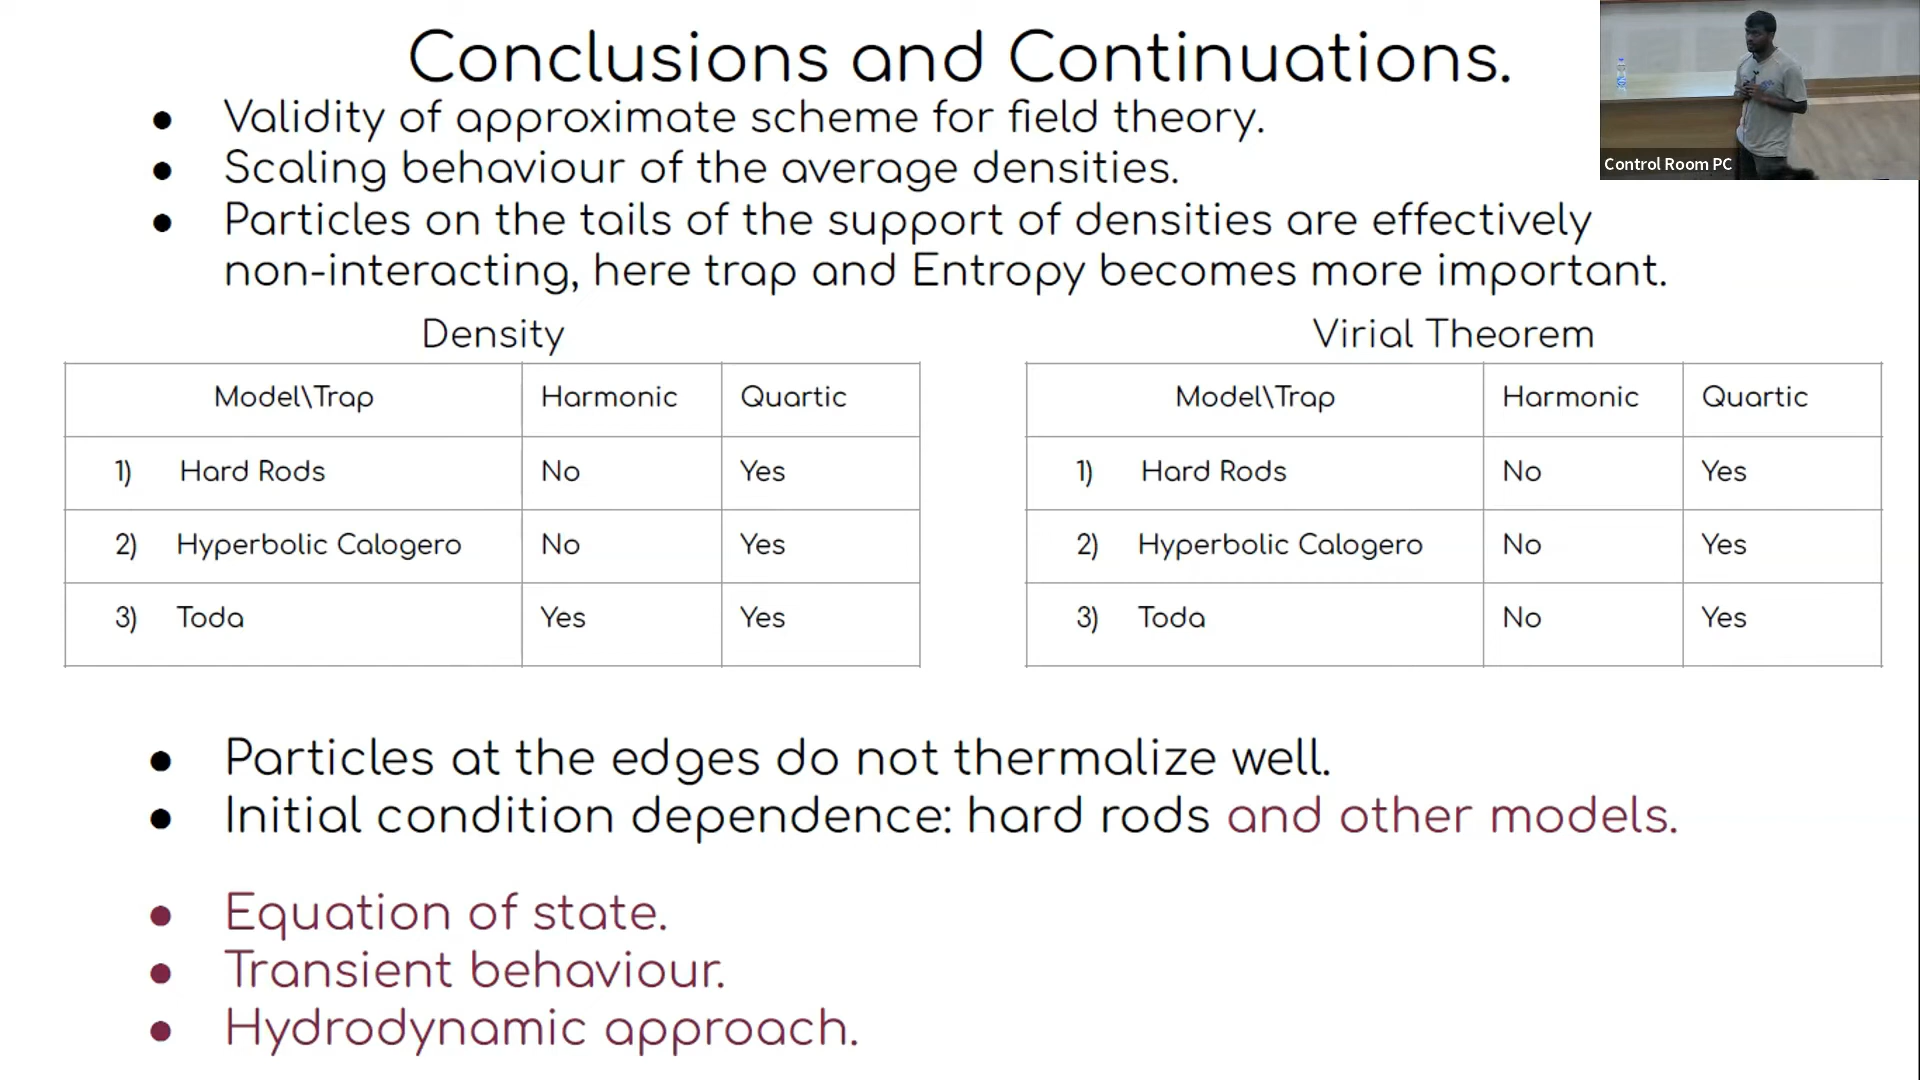 Conclusions and Continuations.
● Validity of approximate scheme for field theory.
● Scaling behaviour of the average densities.
● Particles on the tails of the support of densities are effectively
non-interacting, here trap and Entropy becomes more important.
Control Room PC
Density
Model\Trap Harmonic Quartic
1) Hard Rods No Yes
2) Hyperbolic Calogero No Yes
3) Toda Yes Yes
Virial Theorem
Model\Trap Harmonic Quartic
1) Hard Rods No Yes
2) Hyperbolic Calogero No Yes
3) Toda No Yes
● Particles at the edges do not thermalize well.
● Initial condition dependence: hard rods and other models.
● Equation of state.
● Transient behaviour.
● Hydrodynamic approach.